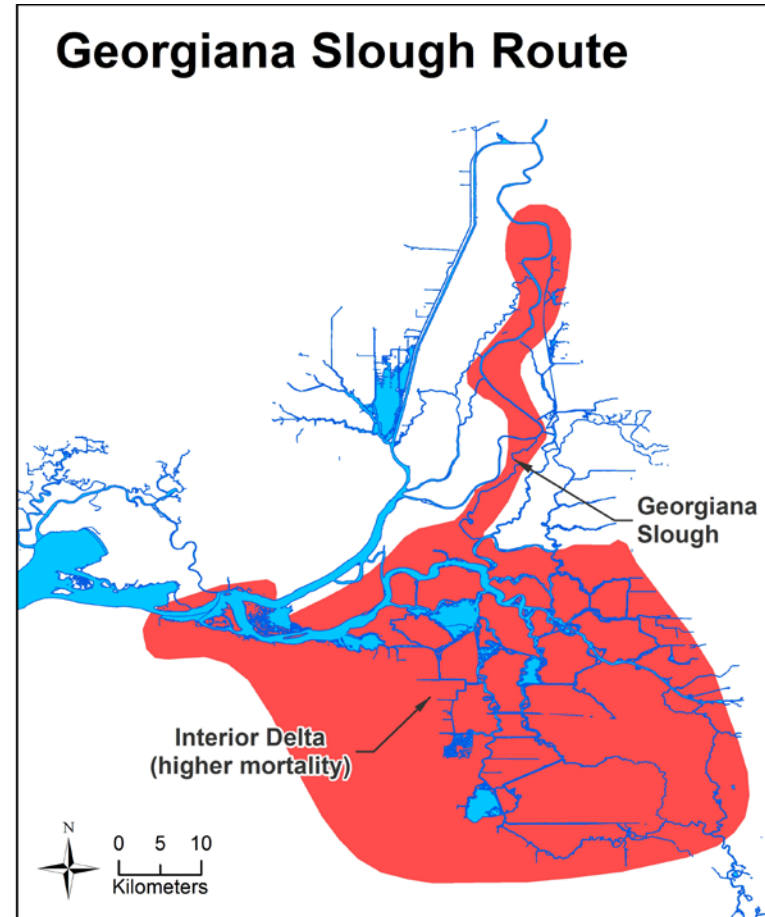 Georgiana Slough Route
Georgiana
Slough
Interior Delta
(higher mortality)
N
0 5 10
Kilometers